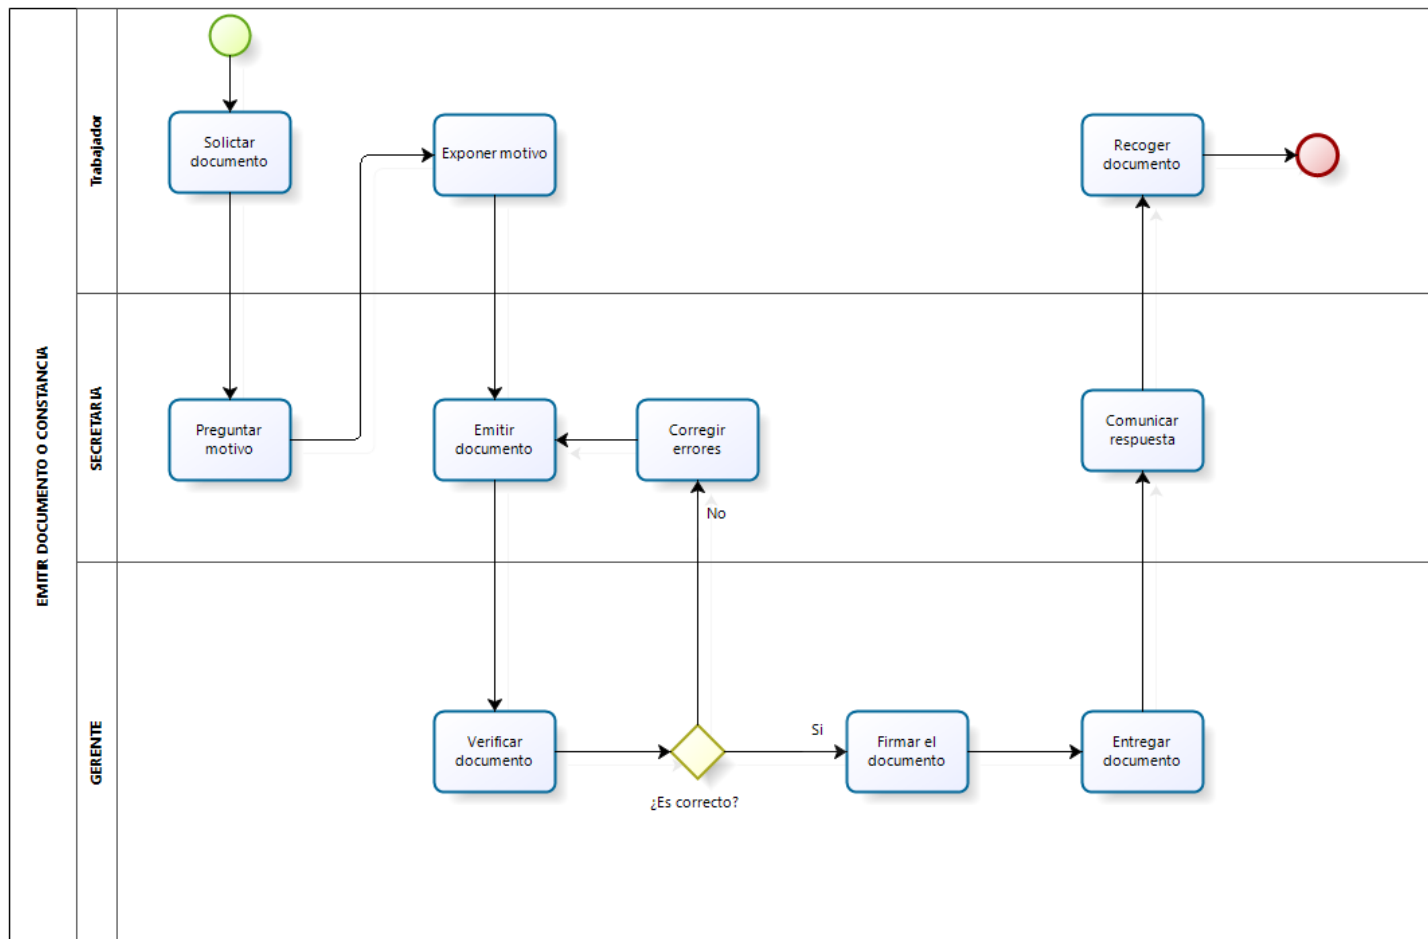 EMITIR DOCUMENTO O CONSTANCIA
Trabajador
Solictar
documento
Exponer motivo
Recoger
documento
SECRETARIA
Preguntar
motivo
Emitir
documento
Corregir
errores
Comunicar
respuesta
No
GERENTE
Verificar
documento
¿Es correcto?
Si
Firmar el
documento
Entregar
documento